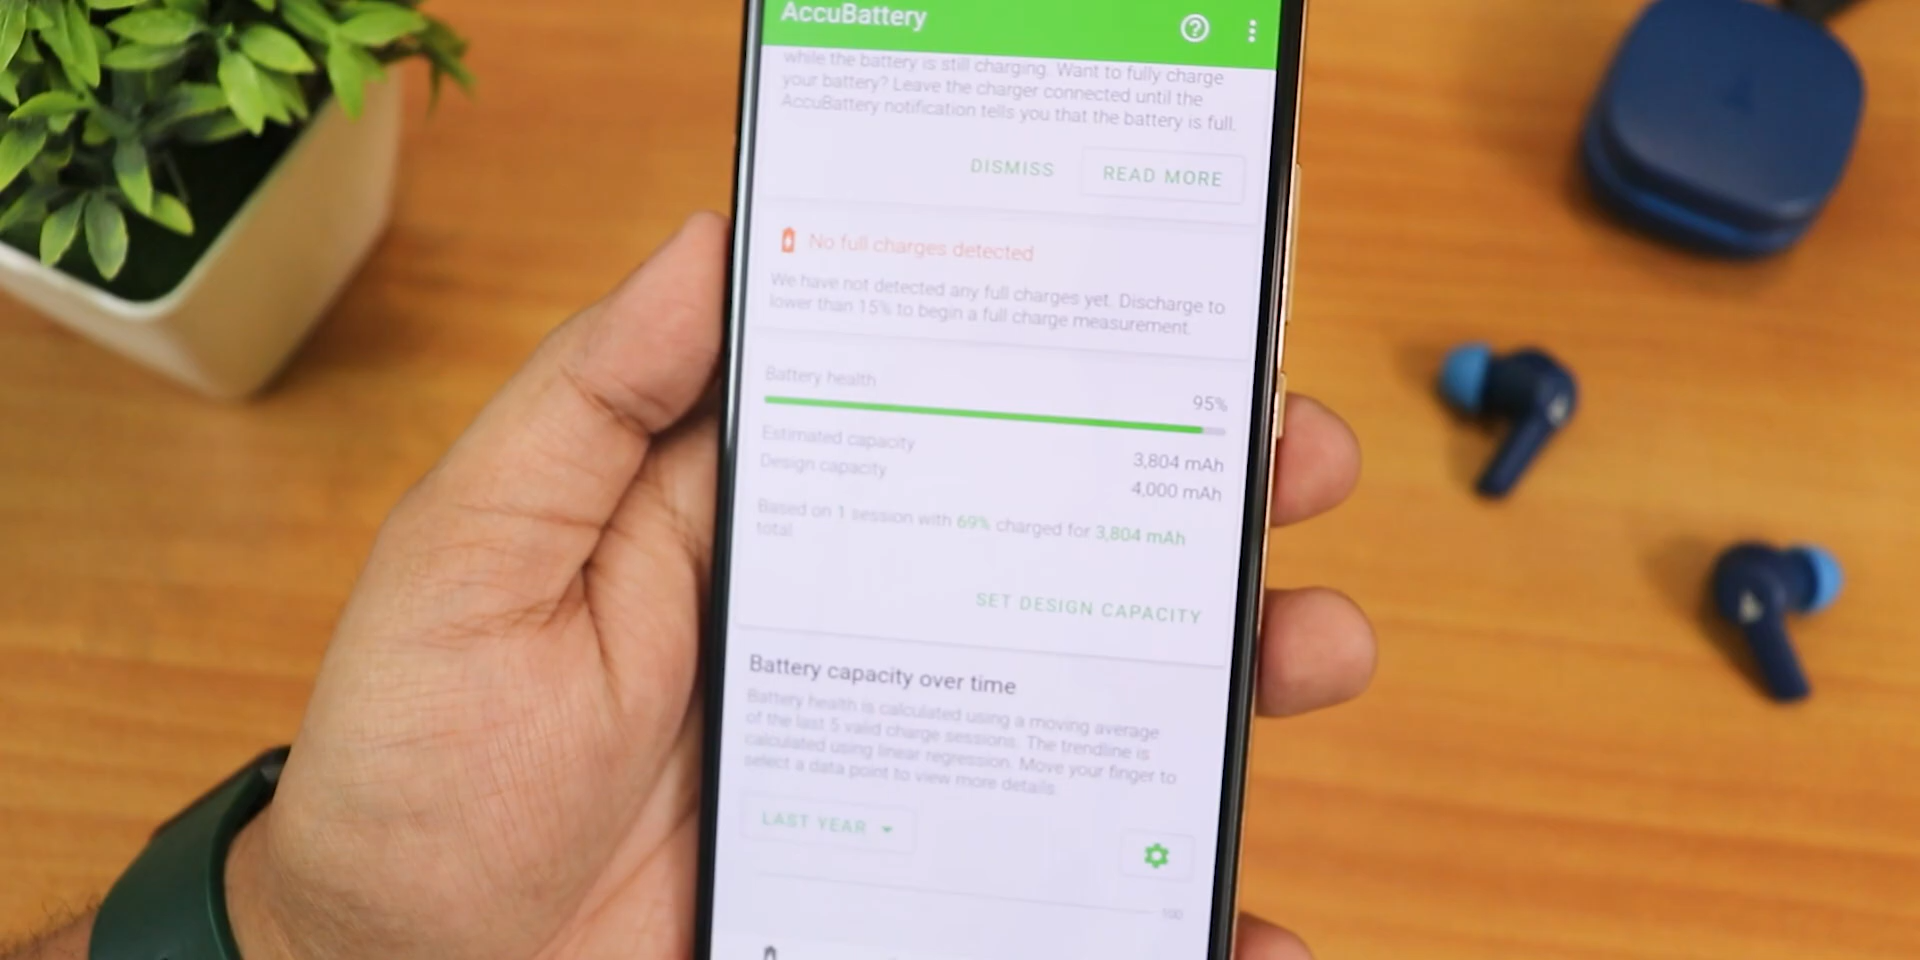 AccuBattery
while the battery is still charging. Want to fully charge
your battery? Leave the charger connected until the
AccuBattery notification tells you that the battery is full.
DISMISS READ MORE
No full charges detected
We have not detected any full charges yet. Discharge to
lower than 15% to begin a full charge measurement.
Battery health 95%
Estimated capacity 3,804 mAh
Design capacity 4,000 mAh
Based on 1 session with 69% charged for 3,804 mAh
total
SET DESIGN CAPACITY
Battery capacity over time
Battery health is calculated using a moving average
of the last 5 valid charge sessions. The trendline is
calculated using linear regression. Move your finger to
select a data point to view more details.
LAST YEAR
100